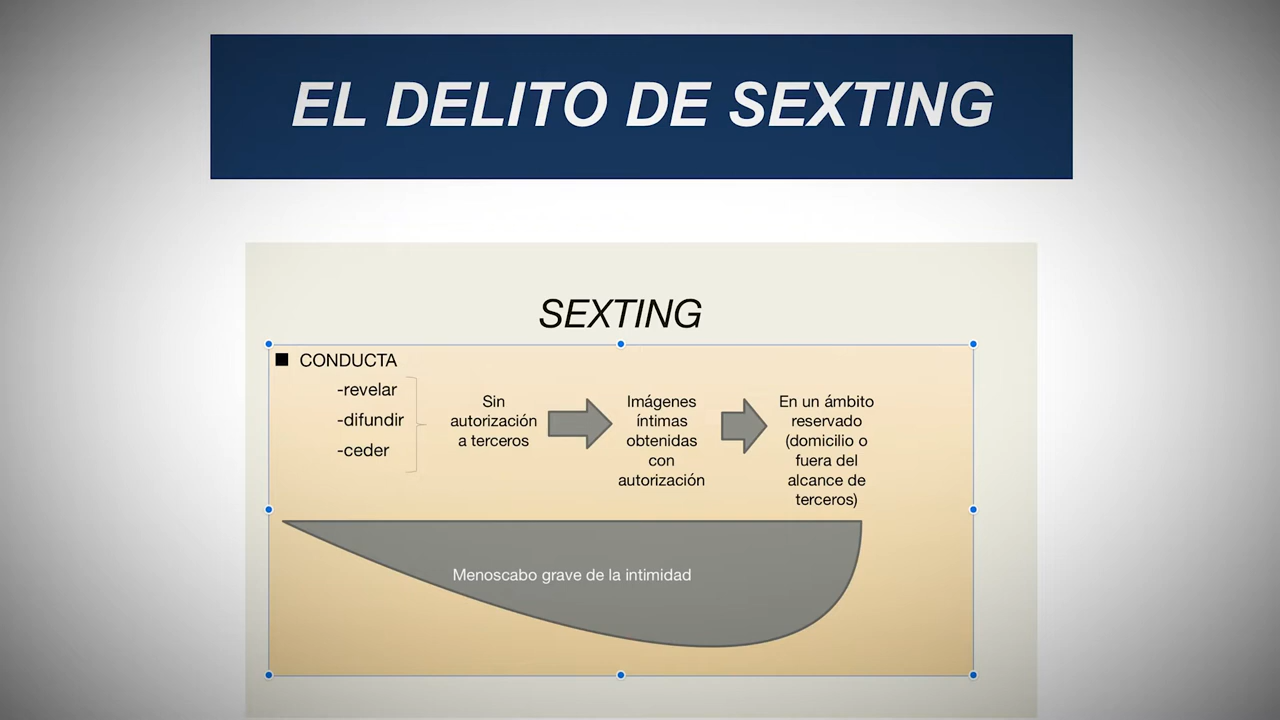 EL DELITO DE SEXTING
SEXTING
CONDUCTA
-revelar
-difundir
-ceder
Sin
autorización
a terceros
Imágenes
íntimas
obtenidas
con
autorización
En un ámbito
reservado
(domicilio o
fuera del
alcance de
terceros)
Menoscabo grave de la intimidad